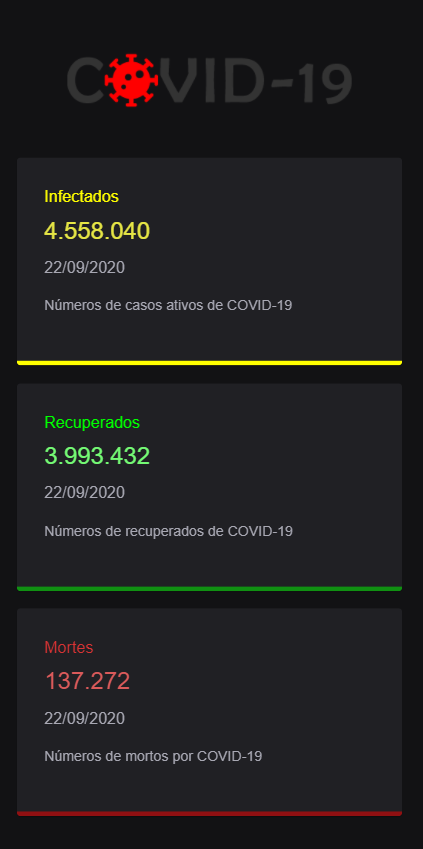 COVID-19
Infectados
4.558.040
22/09/2020
Números de casos ativos de COVID-19
Recuperados
3.993.432
22/09/2020
Números de recuperados de COVID-19
Mortes
137.272
22/09/2020
Números de mortos por COVID-19